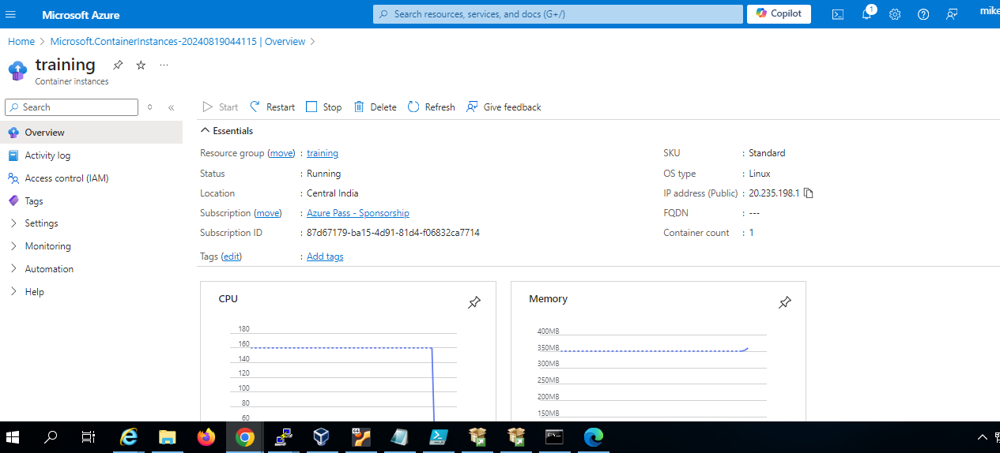 Microsoft Azure
Search resources, services, and docs (G+/)
Copilot
1
mike
Home > Microsoft.ContainerInstances-20240819044115 | Overview >
training
Container instances
Search
Start Restart Stop Delete Refresh Give feedback
Overview
Activity log
Access control (IAM)
Tags
Settings
Monitoring
Automation
Help
Essentials
Resource group (move) : training
Status : Running
Location : Central India
Subscription (move) : Azure Pass - Sponsorship
Subscription ID : 87d67179-ba15-4d91-81d4-f06832ca7714
Tags (edit) : Add tags
SKU : Standard
OS type : Linux
IP address (Public) : 20.235.198.1
FQDN : ---
Container count : 1
CPU
180
160
140
120
100
80
60
Memory
400MB
350MB
300MB
250MB
200MB
150MB
64